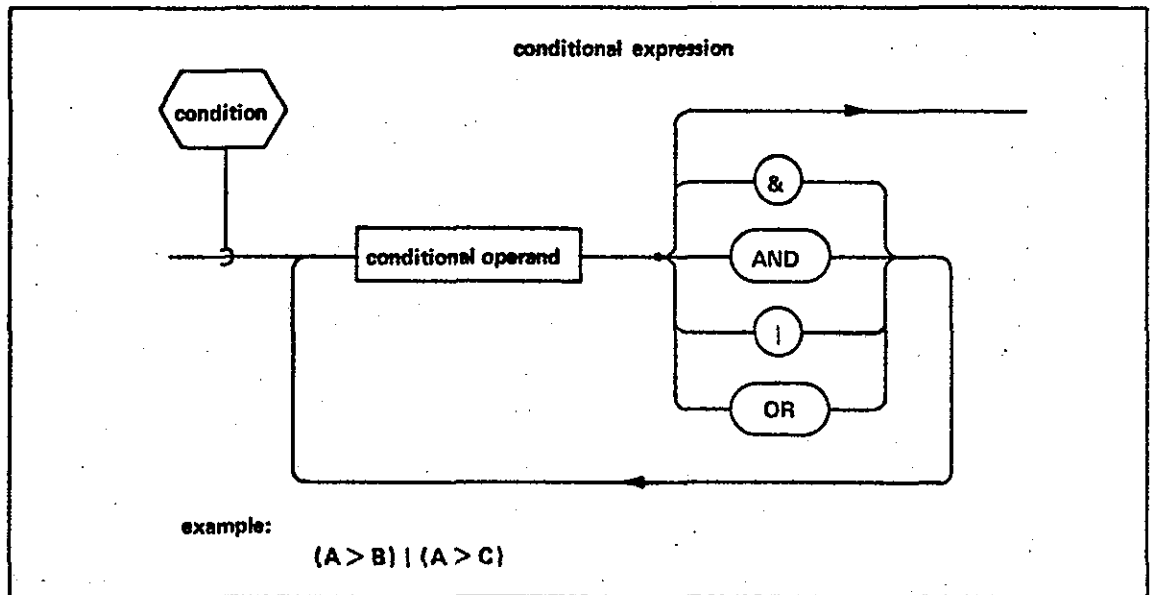 conditional expression
condition
conditional operand
&
AND
|
OR
example:
(A > B) | (A > C)